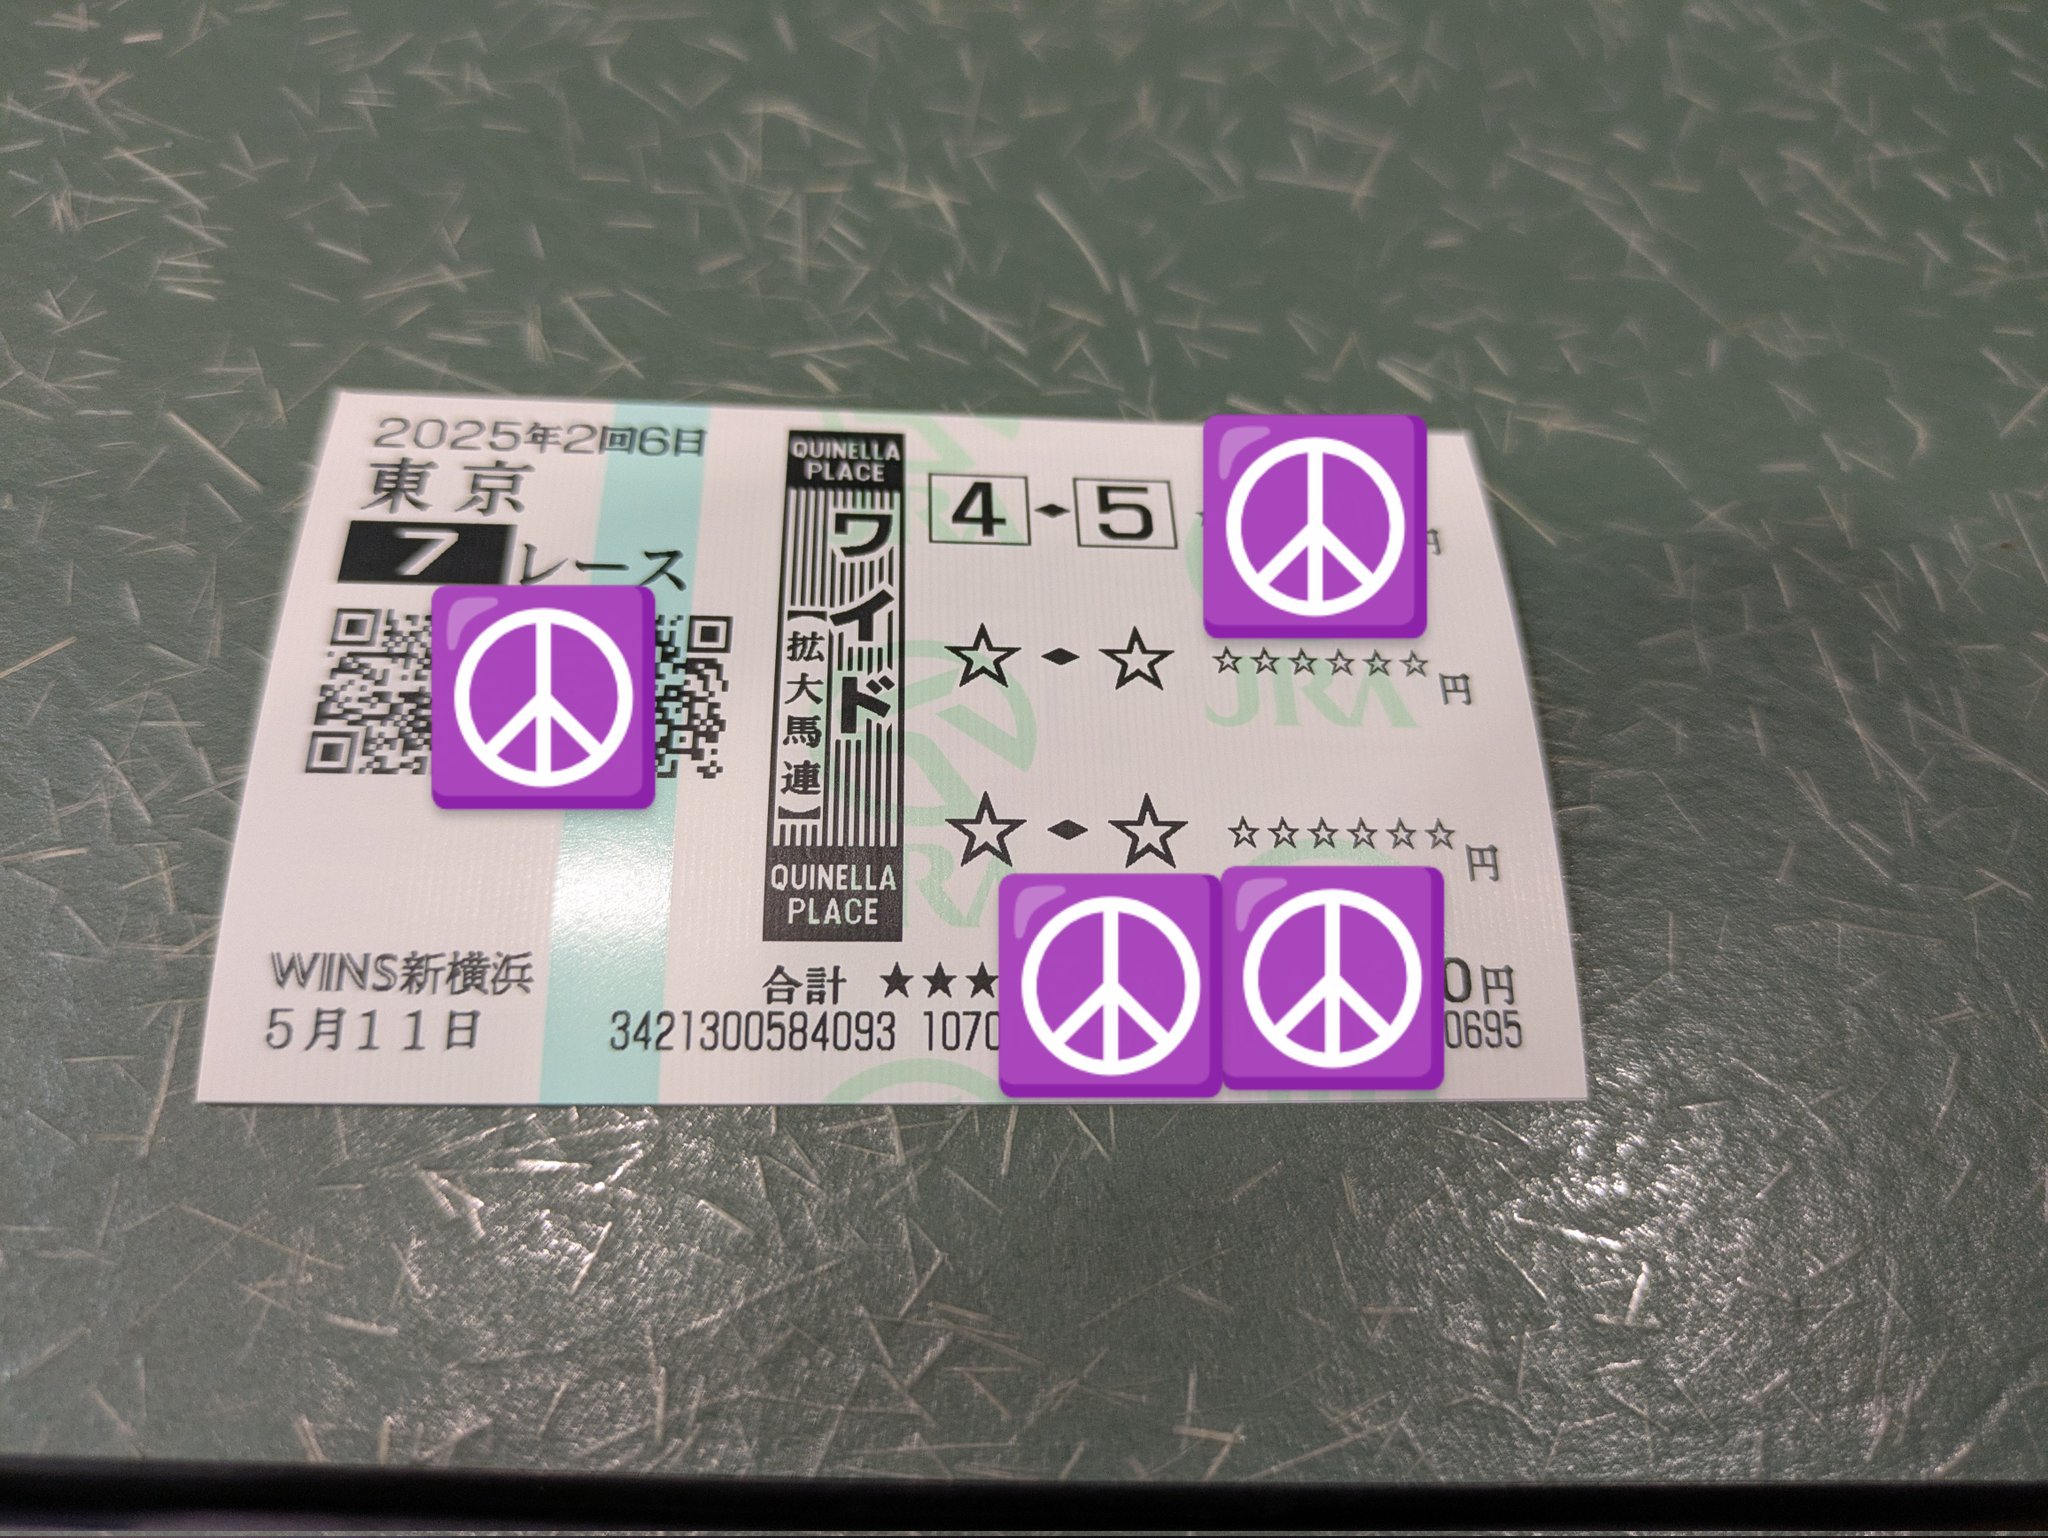 2025年2回6日
東京
7レース
QUINELLA PLACE
ワイド
【拡大馬連】
QUINELLA PLACE
4 ◆ 5
円
☆ ◆ ☆ ☆☆☆☆☆☆円
JRA
☆ ◆ ☆ ☆☆☆☆☆☆円
WINS新横浜
5月11日
合計 ★★★ 0円
3421300584093 1070 0695